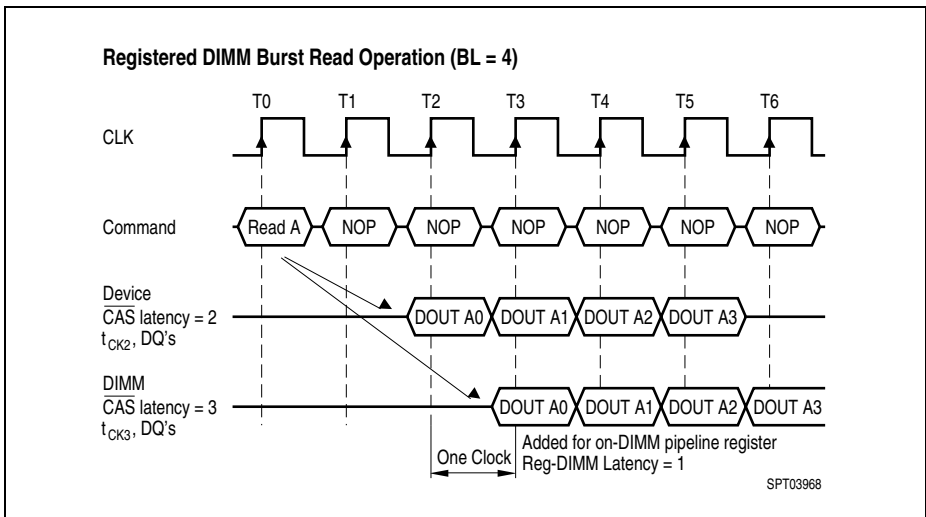 Registered DIMM Burst Read Operation (BL = 4)
T0 T1 T2 T3 T4 T5 T6
CLK
Command Read A NOP NOP NOP NOP NOP NOP
Device
CAS latency = 2 DOUT A0 DOUT A1 DOUT A2 DOUT A3
tCK2, DQ's
DIMM
CAS latency = 3 DOUT A0 DOUT A1 DOUT A2 DOUT A3
tCK3, DQ's
One Clock
Added for on-DIMM pipeline register
Reg-DIMM Latency = 1
SPT03968